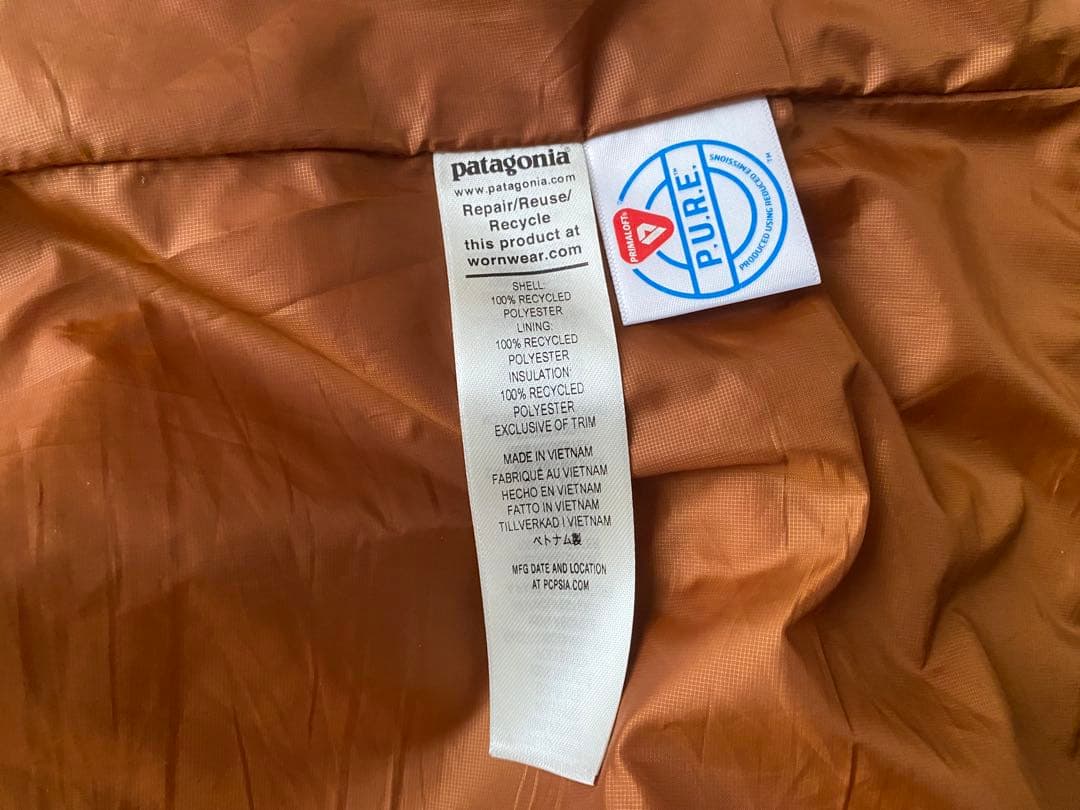 patagonia®
www.patagonia.com
Repair/Reuse/
Recycle
this product at
wornwear.com
SHELL:
100% RECYCLED
POLYESTER
LINING:
100% RECYCLED
POLYESTER
INSULATION:
100% RECYCLED
POLYESTER
EXCLUSIVE OF TRIM
MADE IN VIETNAM
FABRIQUÉ AU VIETNAM
HECHO EN VIETNAM
FATTO IN VIETNAM
TILLVERKAD I VIETNAM
ベトナム製
MFG DATE AND LOCATION
AT PCPSIA.COM
PRIMALOFT®
P.U.R.E.™
PRODUCED USING REDUCED EMISSIONS™